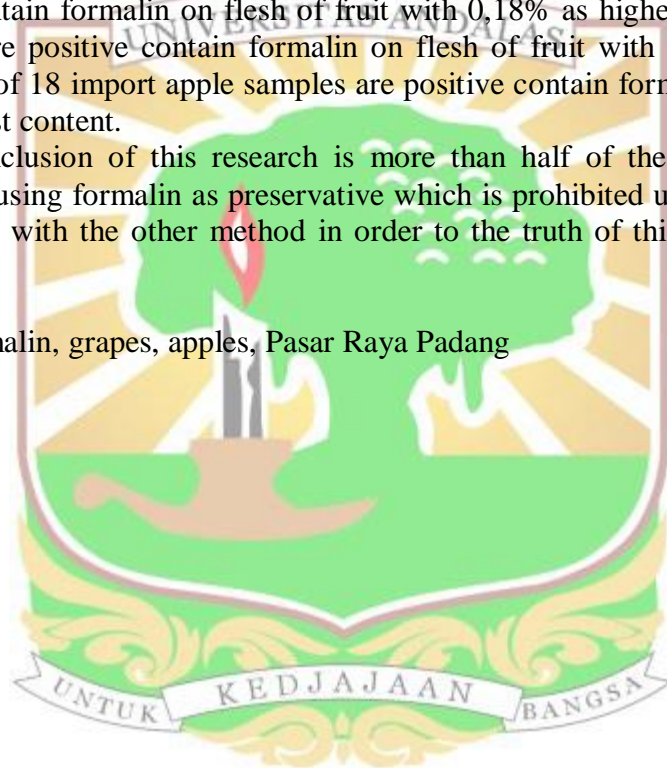 tain formalin on flesh of fruit with 0,18% as highe
UNIVERSITAS ANDALAS
re positive contain formalin on flesh of fruit with
of 18 import apple samples are positive contain for
st content.
clusion of this research is more than half of the
using formalin as preservative which is prohibited u
with the other method in order to the truth of thi
alin, grapes, apples, Pasar Raya Padang
UNTUK KEDJAJAAN BANGSA